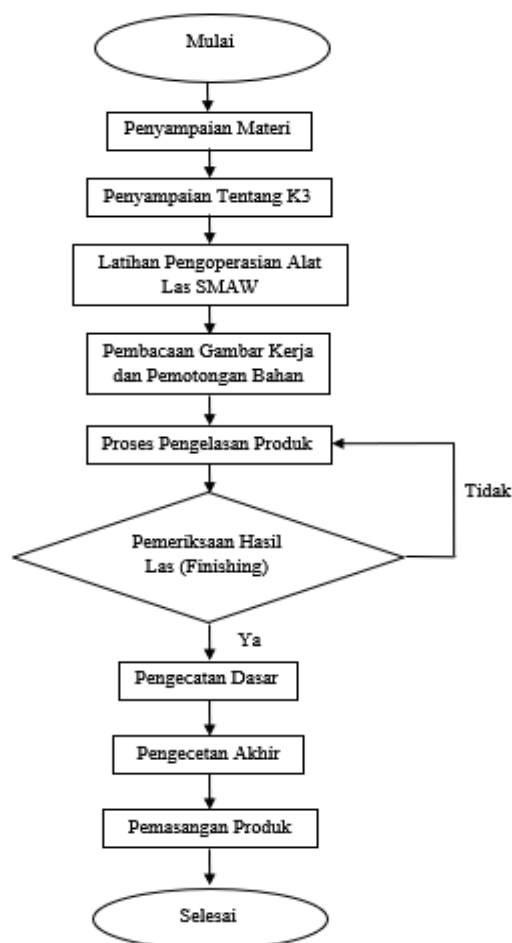 Mulai
Penyampaian Materi
Penyampaian Tentang K3
Latihan Pengoperasian Alat
Las SMAW
Pembacaan Gambar Kerja
dan Pemotongan Bahan
Proses Pengelasan Produk
Tidak
Pemeriksaan Hasil
Las (Finishing)
Ya
Pengecatan Dasar
Pengecetan Akhir
Pemasangan Produk
Selesai